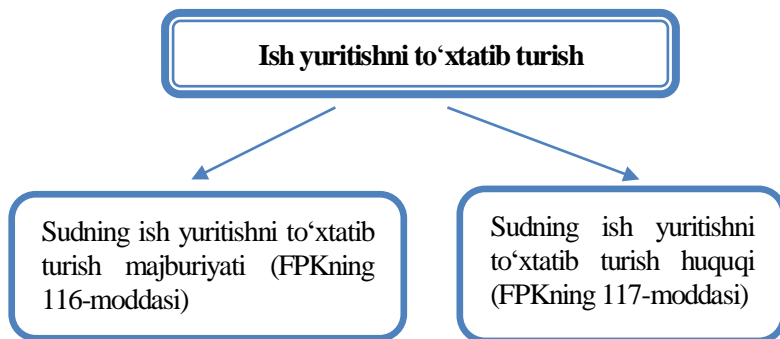 Ish yuritishni to‘xtatib turish
Sudning ish yuritishni to‘xtatib
turish majburiyati (FPKning
116-moddasi)
Sudning ish yuritishni
to‘xtatib turish huquqi
(FPKning 117-moddasi)